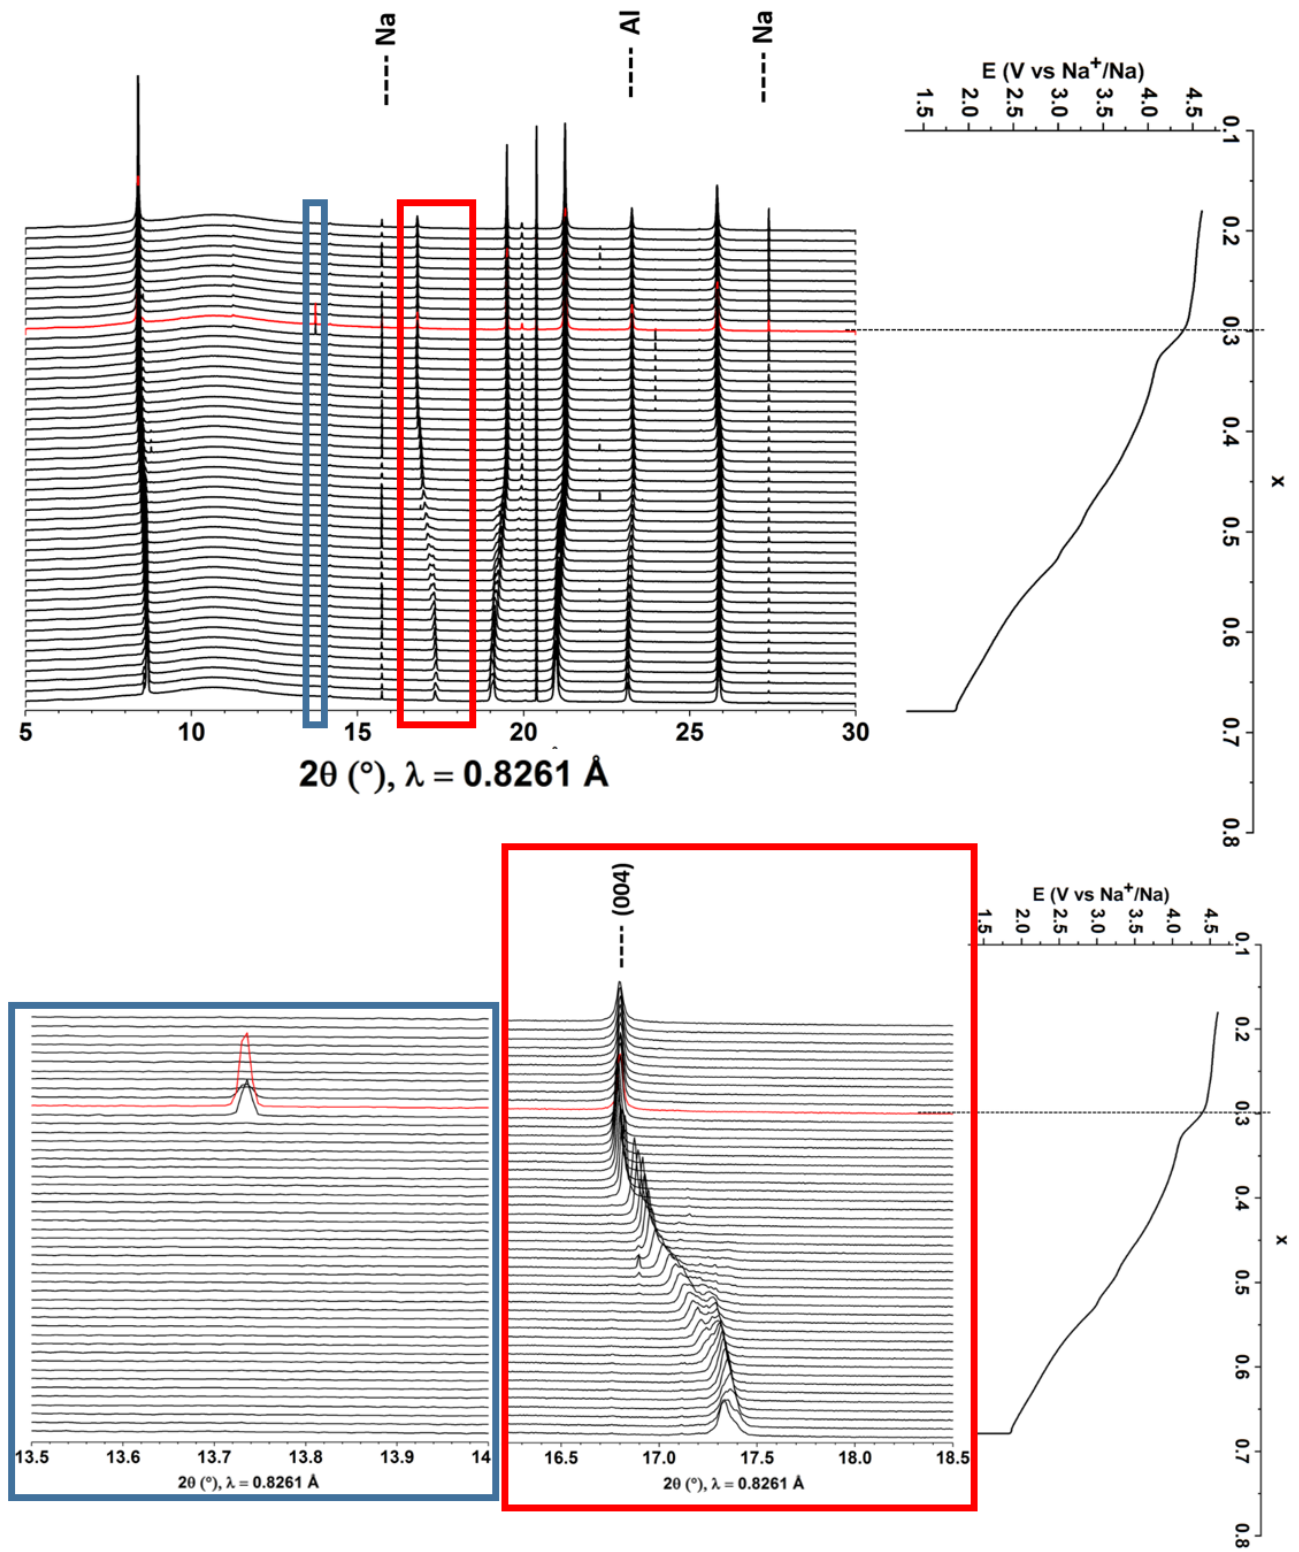 Na
Al
Na
E (V vs Na+/Na)
1.5 2.0 2.5 3.0 3.5 4.0 4.5
0.1
0.2
0.3
0.4
0.5
0.6
0.7
0.8
x
5 10 15 20 25 30
2θ (°), λ = 0.8261 Å
(004)
E (V vs Na+/Na)
1.5 2.0 2.5 3.0 3.5 4.0 4.5
0.1
0.2
0.3
0.4
0.5
0.6
0.7
0.8
x
13.5 13.6 13.7 13.8 13.9 14
2θ (°), λ = 0.8261 Å
16.5 17.0 17.5 18.0 18.5
2θ (°), λ = 0.8261 Å